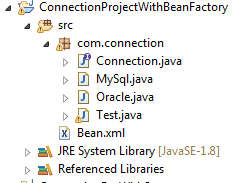 ConnectionProjectWithBeanFactory
src
com.connection
Connection.java
MySql.java
Oracle.java
Test.java
Bean.xml
JRE System Library [JavaSE-1.8]
Referenced Libraries